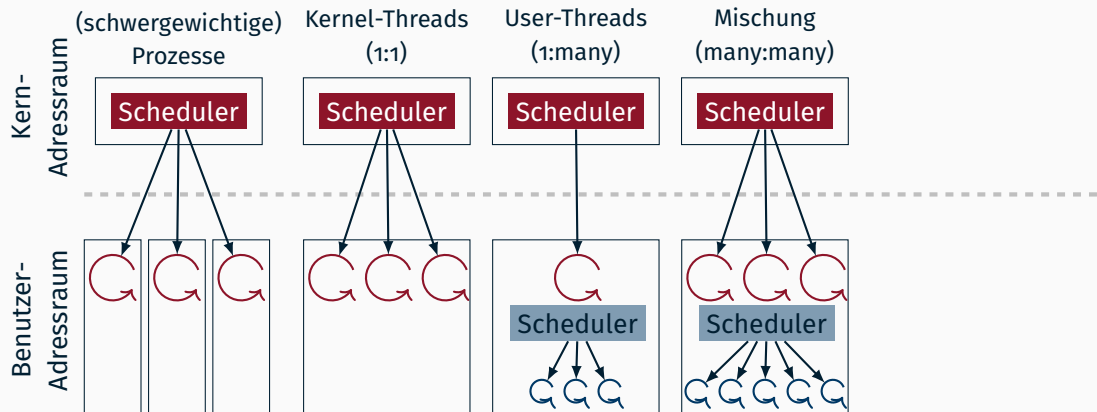 (schwergewichtige)
Prozesse
Kernel-Threads
(1:1)
User-Threads
(1:many)
Mischung
(many:many)
Kern-
Adressraum
Scheduler
Scheduler
Scheduler
Scheduler
Benutzer-
Adressraum
Scheduler
Scheduler